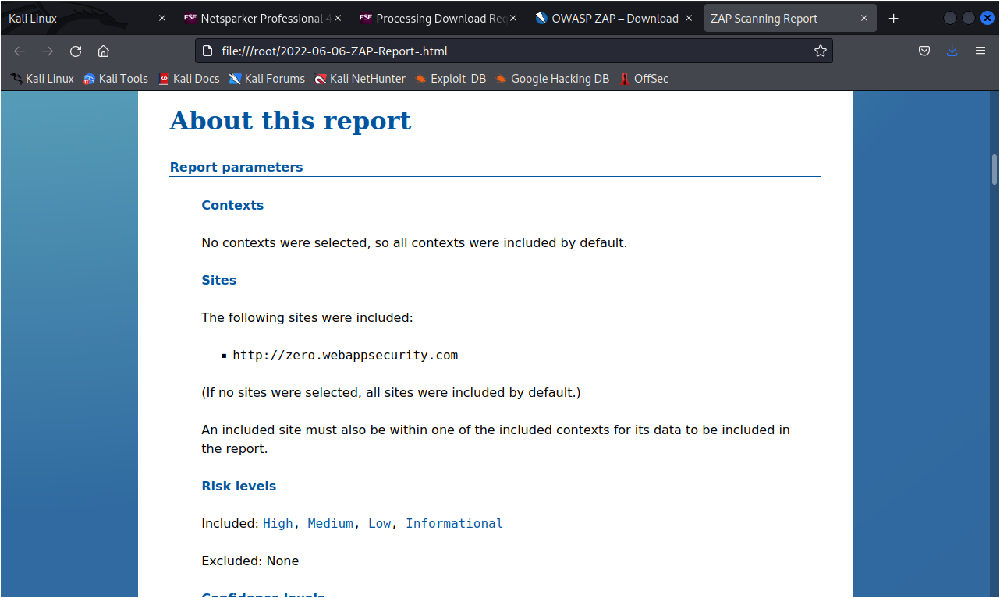 Kali Linux
Netsparker Professional 4
Processing Download Req
OWASP ZAP – Download
ZAP Scanning Report
file:///root/2022-06-06-ZAP-Report-.html
Kali Linux
Kali Tools
Kali Docs
Kali Forums
Kali NetHunter
Exploit-DB
Google Hacking DB
OffSec
About this report
Report parameters
Contexts
No contexts were selected, so all contexts were included by default.
Sites
The following sites were included:
▪ http://zero.webappsecurity.com
(If no sites were selected, all sites were included by default.)
An included site must also be within one of the included contexts for its data to be included in
the report.
Risk levels
Included: High, Medium, Low, Informational
Excluded: None
Confidence levels